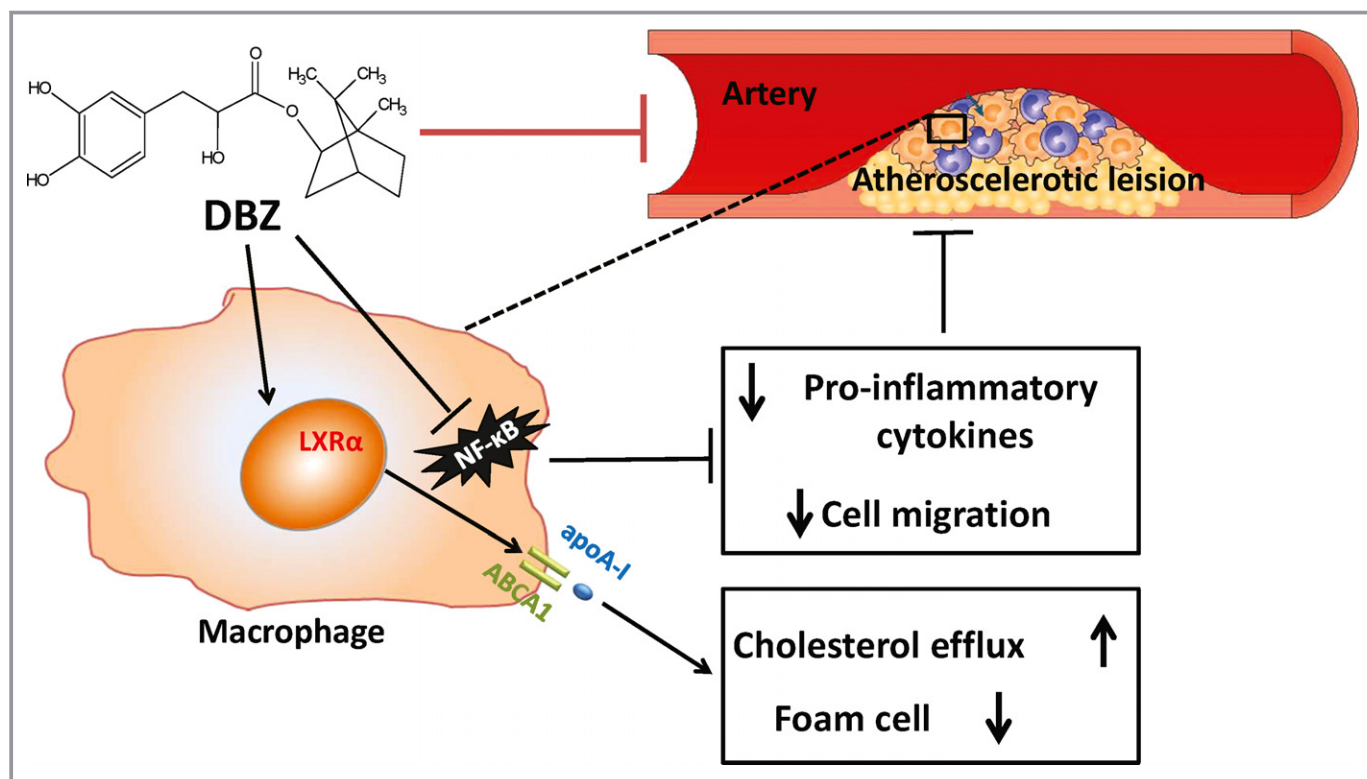 O
HO
HO
HO
O
H₃C
CH₃
CH₃
DBZ
Artery
Atheroscelerotic leision
LXRα
NF-κB
apoA-I
ABCA1
Macrophage
Pro-inflammatory
cytokines
Cell migration
Cholesterol efflux
Foam cell